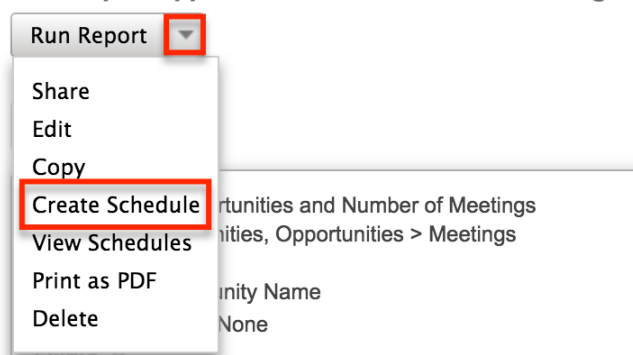 Run Report
Share
Edit
Copy
Create Schedule
rtunities and Number of Meetings
View Schedules
nities, Opportunities > Meetings
Print as PDF
unity Name
Delete
None